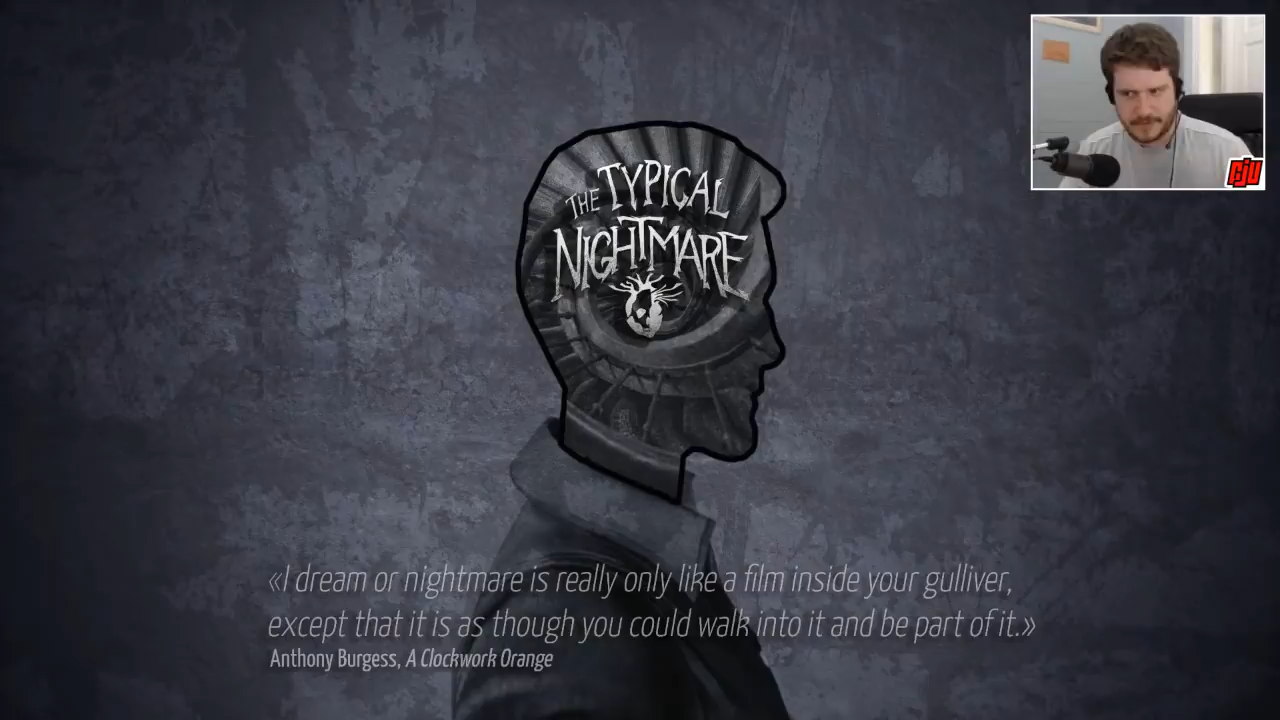 THE TYPICAL
NIGHTMARE
«I dream or nightmare is really only like a film inside your gulliver,
except that it is as though you could walk into it and be part of it.»
Anthony Burgess, A Clockwork Orange
rju